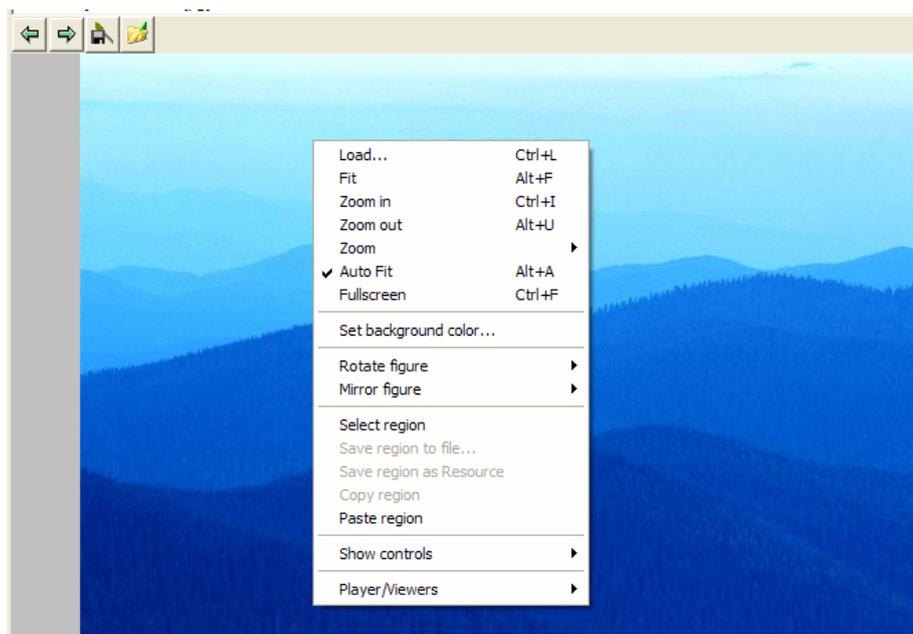 Load... Ctrl+L
Fit Alt+F
Zoom in Ctrl+I
Zoom out Alt+U
Zoom
Auto Fit Alt+A
Fullscreen Ctrl+F
Set background color...
Rotate figure
Mirror figure
Select region
Save region to file...
Save region as Resource
Copy region
Paste region
Show controls
Player/Viewers